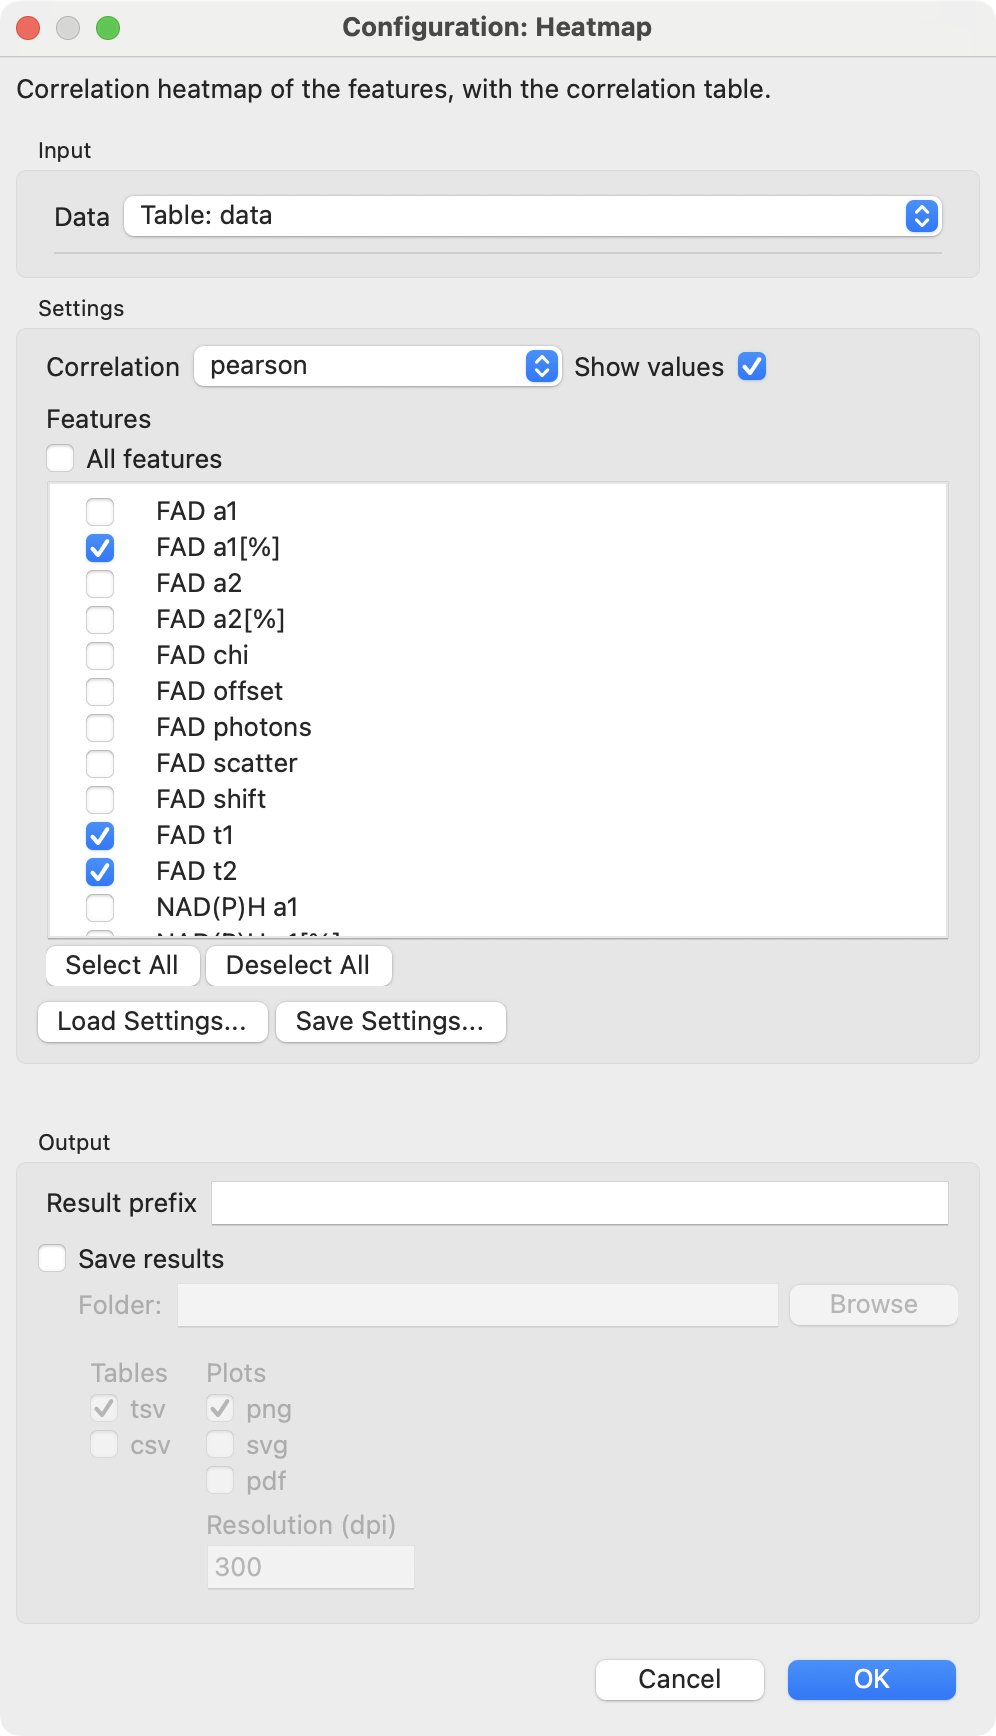 Configuration: Heatmap
Correlation heatmap of the features, with the correlation table.
Input
Data Table: data
Settings
Correlation pearson Show values
Features
All features
FAD a1
FAD a1[%]
FAD a2
FAD a2[%]
FAD chi
FAD offset
FAD photons
FAD scatter
FAD shift
FAD t1
FAD t2
NAD(P)H a1
Select All Deselect All
Load Settings... Save Settings...
Output
Result prefix
Save results
Folder: Browse
Tables Plots
tsv png
csv svg
pdf
Resolution (dpi)
300
Cancel OK